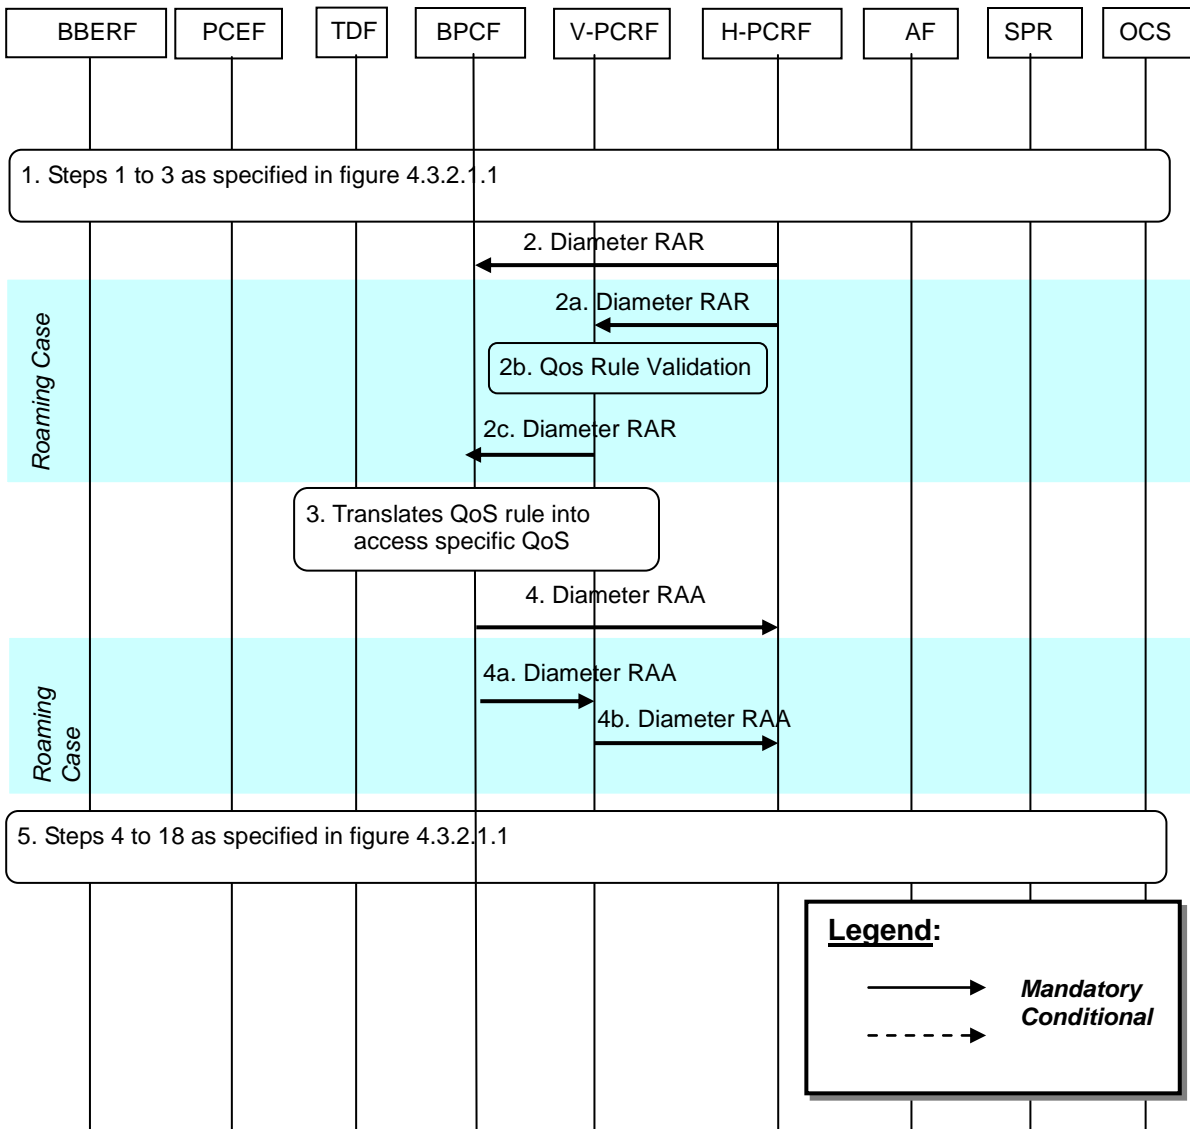 BBERF
PCEF
TDF
BPCF
V-PCRF
H-PCRF
AF
SPR
OCS
1. Steps 1 to 3 as specified in figure 4.3.2.1.1
2. Diameter RAR
Roaming Case
2a. Diameter RAR
2b. Qos Rule Validation
2c. Diameter RAR
3. Translates QoS rule into
access specific QoS
4. Diameter RAA
Roaming
Case
4a. Diameter RAA
4b. Diameter RAA
5. Steps 4 to 18 as specified in figure 4.3.2.1.1
Legend:
Mandatory
Conditional